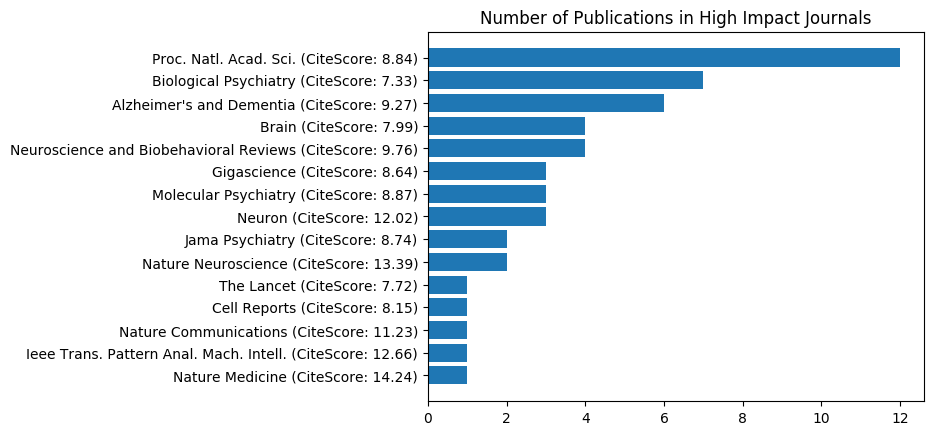 Number of Publications in High Impact Journals
Proc. Natl. Acad. Sci. (CiteScore: 8.84)
Biological Psychiatry (CiteScore: 7.33)
Alzheimer's and Dementia (CiteScore: 9.27)
Brain (CiteScore: 7.99)
Neuroscience and Biobehavioral Reviews (CiteScore: 9.76)
Gigascience (CiteScore: 8.64)
Molecular Psychiatry (CiteScore: 8.87)
Neuron (CiteScore: 12.02)
Jama Psychiatry (CiteScore: 8.74)
Nature Neuroscience (CiteScore: 13.39)
The Lancet (CiteScore: 7.72)
Cell Reports (CiteScore: 8.15)
Nature Communications (CiteScore: 11.23)
Ieee Trans. Pattern Anal. Mach. Intell. (CiteScore: 12.66)
Nature Medicine (CiteScore: 14.24)
0 2 4 6 8 10 12